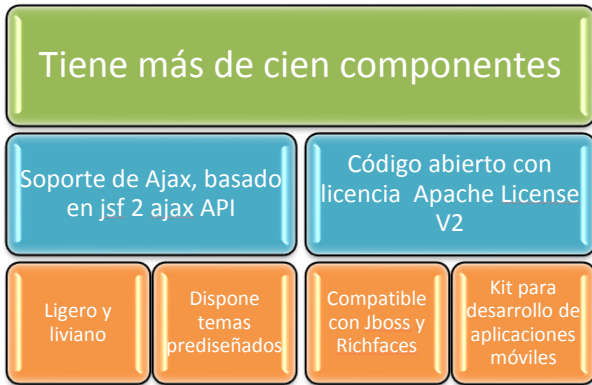 Tiene más de cien componentes
Soporte de Ajax, basado
en jsf 2 ajax API
Código abierto con
licencia Apache License
V2
Ligero y
liviano
Dispone
temas
prediseñados
Compatible
con Jboss y
Richfaces
Kit para
desarrollo de
aplicaciones
móviles